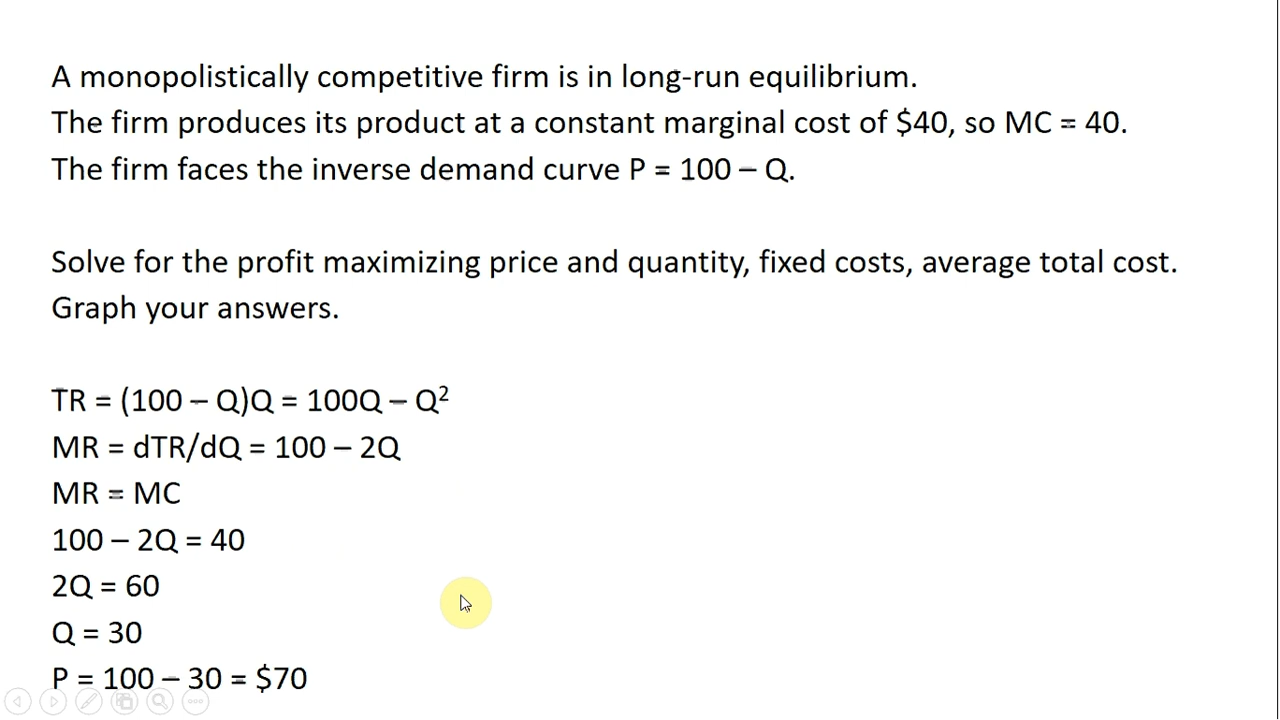 A monopolistically competitive firm is in long-run equilibrium.
The firm produces its product at a constant marginal cost of $40, so MC = 40.
The firm faces the inverse demand curve P = 100 – Q.
Solve for the profit maximizing price and quantity, fixed costs, average total cost.
Graph your answers.
TR = (100 – Q)Q = 100Q – Q²
MR = dTR/dQ = 100 – 2Q
MR = MC
100 – 2Q = 40
2Q = 60
Q = 30
P = 100 – 30 = $70